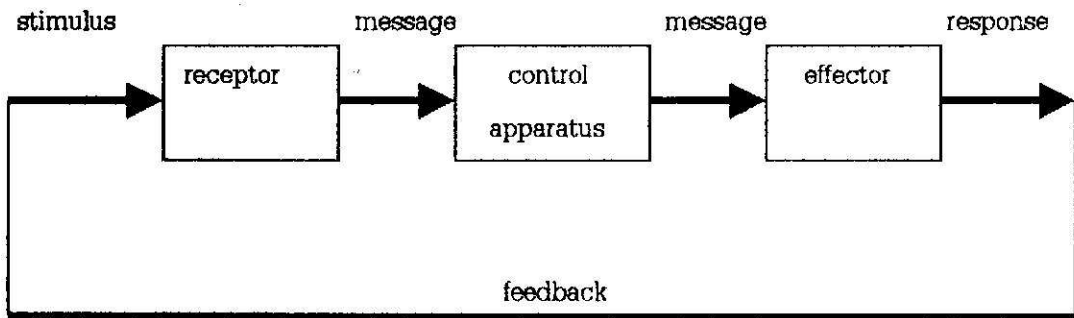 stimulus
message
message
response
receptor
control
apparatus
effector
feedback